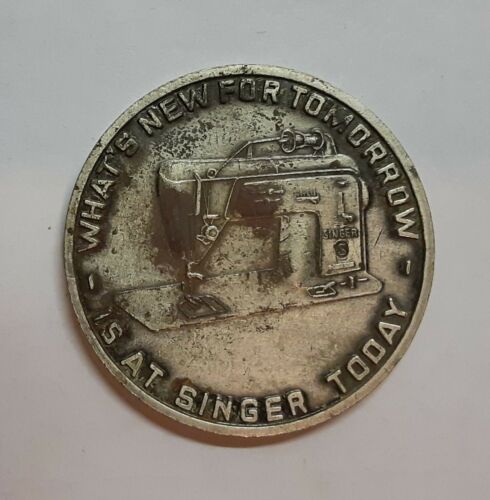 WHAT'S NEW FOR TOMORROW
SINGER
IS AT SINGER TODAY